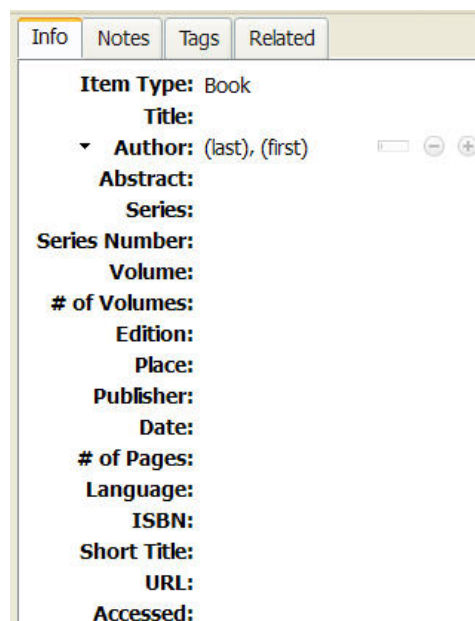 Info Notes Tags Related
Item Type: Book
Title:
Author: (last), (first)
Abstract:
Series:
Series Number:
Volume:
# of Volumes:
Edition:
Place:
Publisher:
Date:
# of Pages:
Language:
ISBN:
Short Title:
URL:
Accessed: